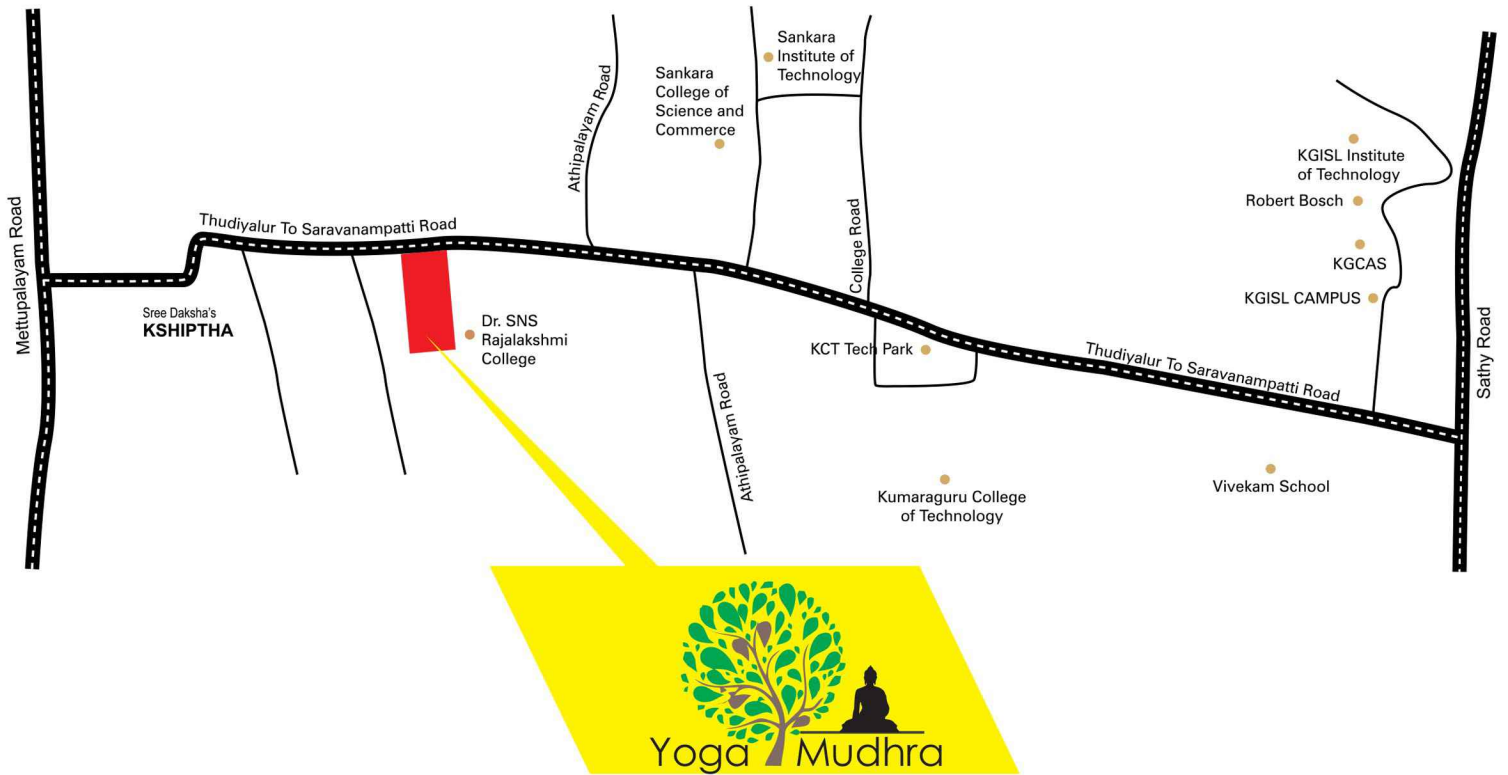 Sankara
Institute of
Technology
Sankara
College of
Science and
Commerce
Athipalayam Road
KGISL Institute
of Technology
Robert Bosch
Thudiyalur To Saravanampatti Road
Mettupalayam Road
College Road
KGCAS
KGISL CAMPUS
Sree Daksha's
KSHIPTHA
Dr. SNS
Rajalakshmi
College
KCT Tech Park
Thudiyalur To Saravanampatti Road
Sathy Road
Athipalayam Road
Vivekam School
Kumaraguru College
of Technology
Yoga Mudhra